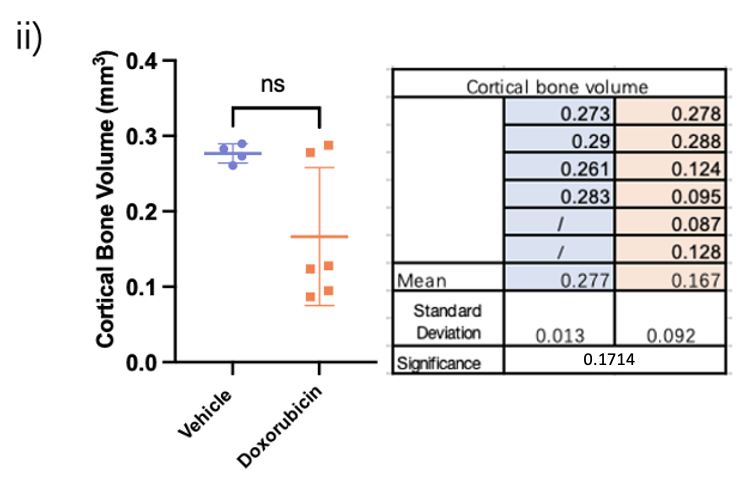 ii)
Cortical Bone Volume (mm³)
0.4
0.3
0.2
0.1
0.0
ns
Vehicle
Doxorubicin
Cortical bone volume
0.273 0.278
0.29 0.288
0.261 0.124
0.283 0.095
/ 0.087
/ 0.128
Mean 0.277 0.167
Standard
Deviation 0.013 0.092
Significance 0.1714